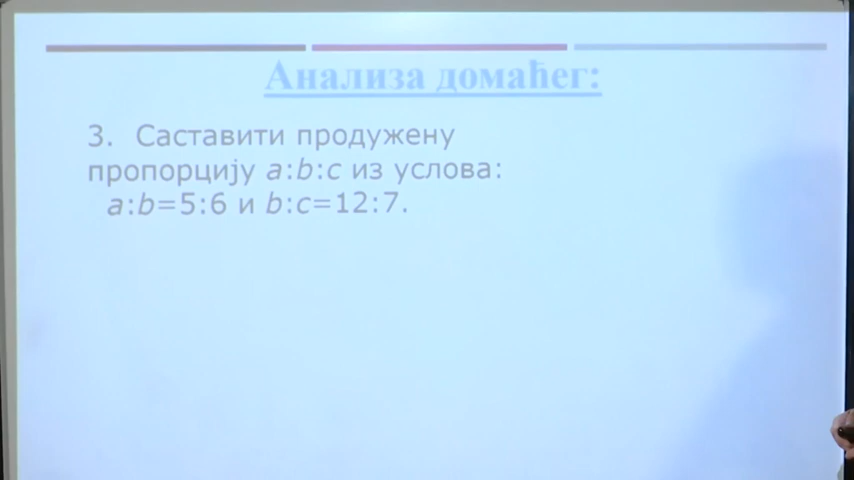 Анализа домаћег:
3. Саставити продужену
пропорцију a:b:c из услова:
a:b=5:6 и b:c=12:7.